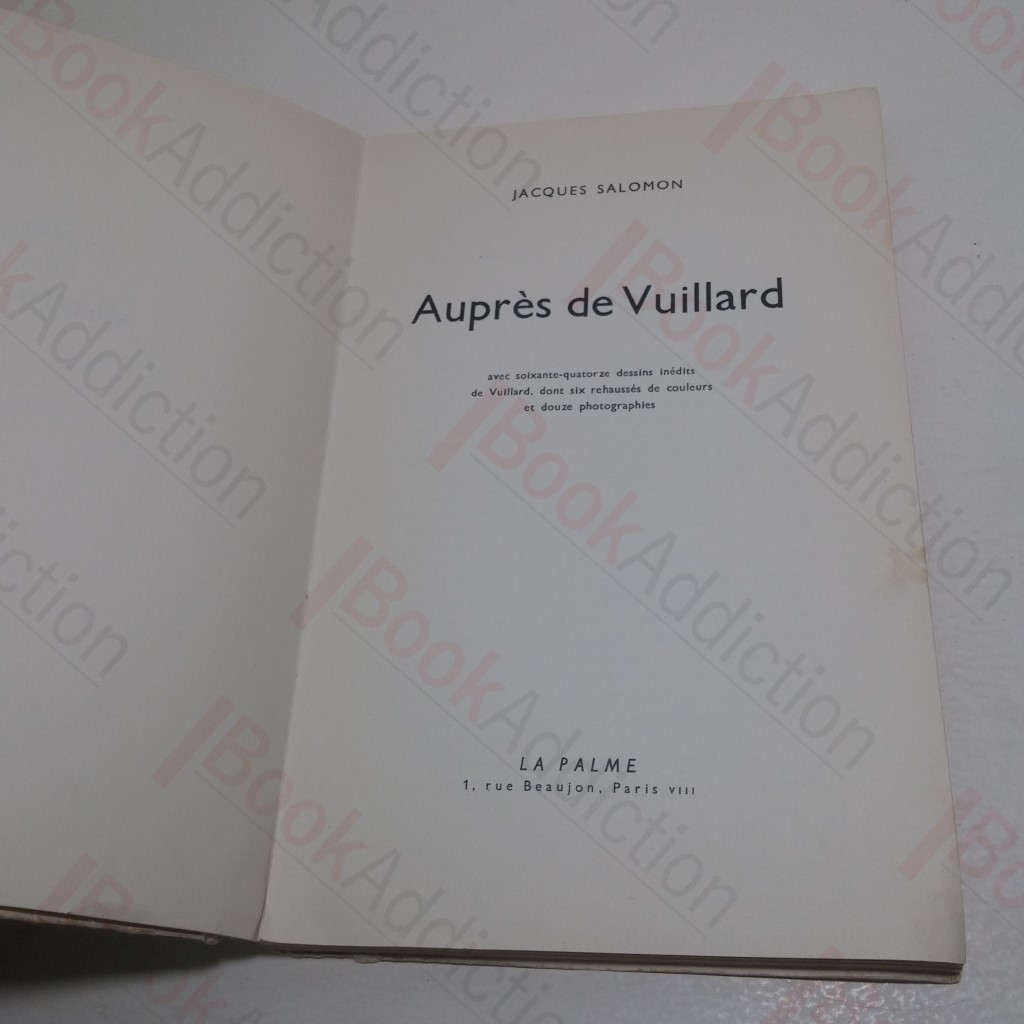 JACQUES SALOMON
Auprès de Vuillard
avec soixante-quatorze dessins inédits
de Vuillard, dont six rehaussés de couleurs
et douze photographies
LA PALME
1, rue Beaujon, Paris VIII
BookAddiction